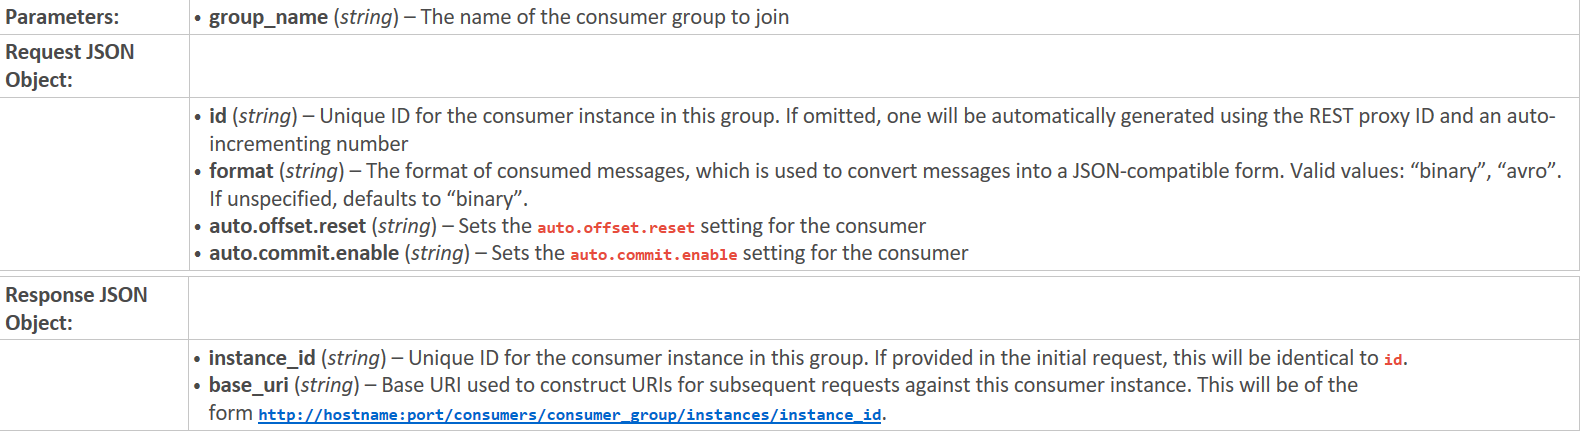 Parameters:
• group_name (string) – The name of the consumer group to join
Request JSON
Object:
• id (string) – Unique ID for the consumer instance in this group. If omitted, one will be automatically generated using the REST proxy ID and an auto-
incrementing number
• format (string) – The format of consumed messages, which is used to convert messages into a JSON-compatible form. Valid values: “binary”, “avro”.
If unspecified, defaults to “binary”.
• auto.offset.reset (string) – Sets the auto.offset.reset setting for the consumer
• auto.commit.enable (string) – Sets the auto.commit.enable setting for the consumer
Response JSON
Object:
• instance_id (string) – Unique ID for the consumer instance in this group. If provided in the initial request, this will be identical to id.
• base_uri (string) – Base URI used to construct URIs for subsequent requests against this consumer instance. This will be of the
form http://hostname:port/consumers/consumer_group/instances/instance_id.